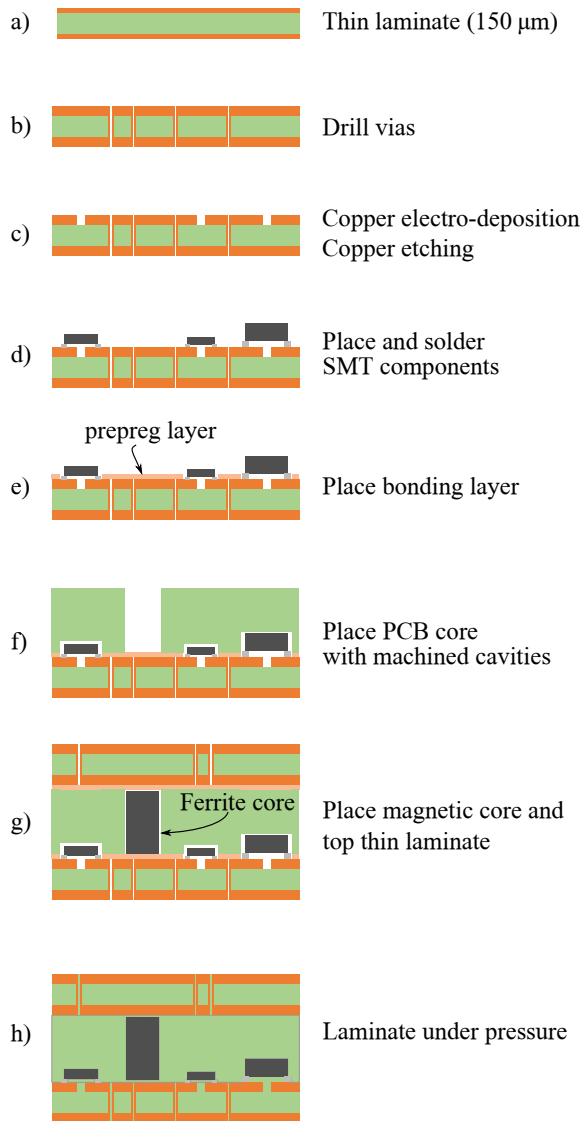 a) Thin laminate (150 μm)
b) Drill vias
Copper electro-deposition
c) Copper etching
d) Place and solder
SMT components
prepreg layer
e) Place bonding layer
f) Place PCB core
with machined cavities
Ferrite core
g) Place magnetic core and
top thin laminate
h) Laminate under pressure